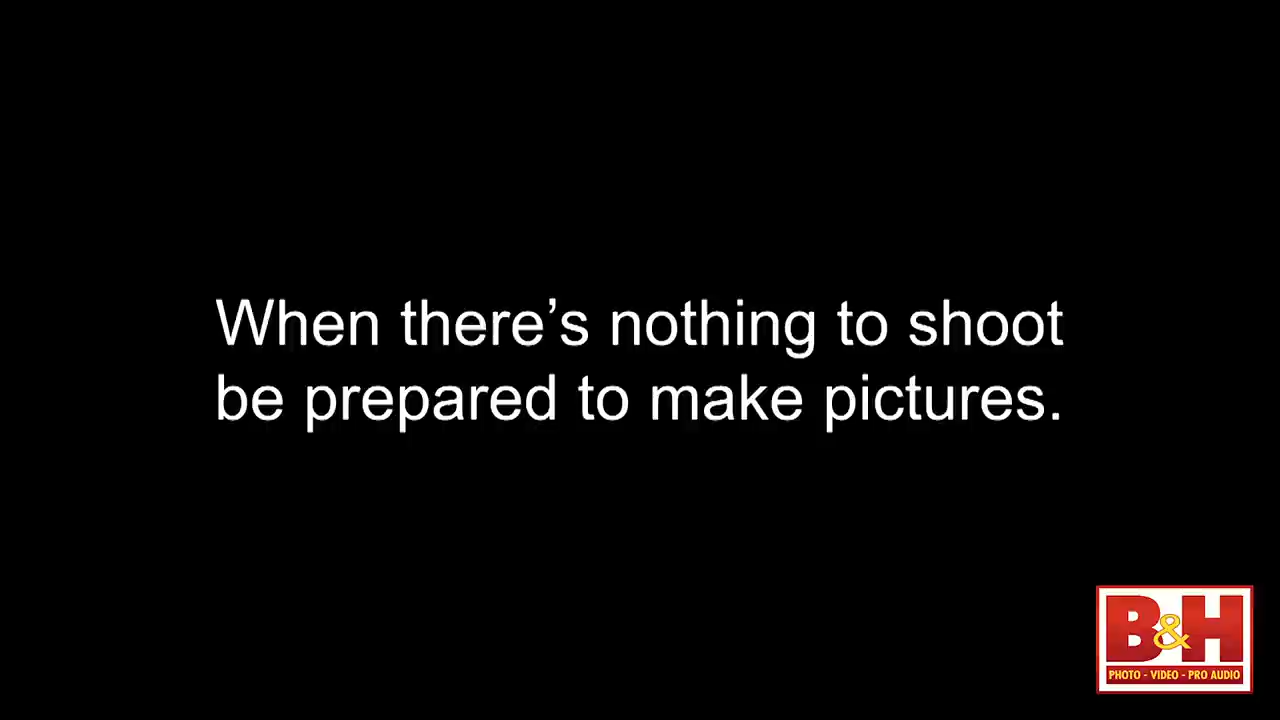 When there’s nothing to shoot
be prepared to make pictures.
B&H
PHOTO - VIDEO - PRO AUDIO